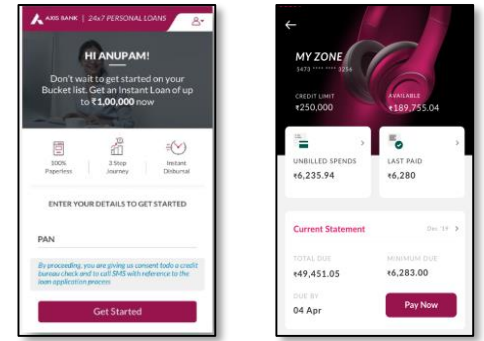 AXIS BANK | 24x7 PERSONAL LOANS
HI ANUPAM!
Don't wait to get started on your
Bucket list. Get an Instant Loan of up
to ₹1,00,000 now
100%
Paperless
3 Step
Journey
Instant
Disbursal
ENTER YOUR DETAILS TO GET STARTED
PAN
By proceeding, you are giving us consent todo a credit
bureau check and to call SMS with reference to the
loan application process
Get Started
MY ZONE
5473 **** **** 3256
CREDIT LIMIT
₹250,000
AVAILABLE
₹189,755.04
UNBILLED SPENDS
₹6,235.94
LAST PAID
₹6,280
Current Statement
Dec '19
TOTAL DUE
₹49,451.05
MINIMUM DUE
₹6,283.00
DUE BY
04 Apr
Pay Now